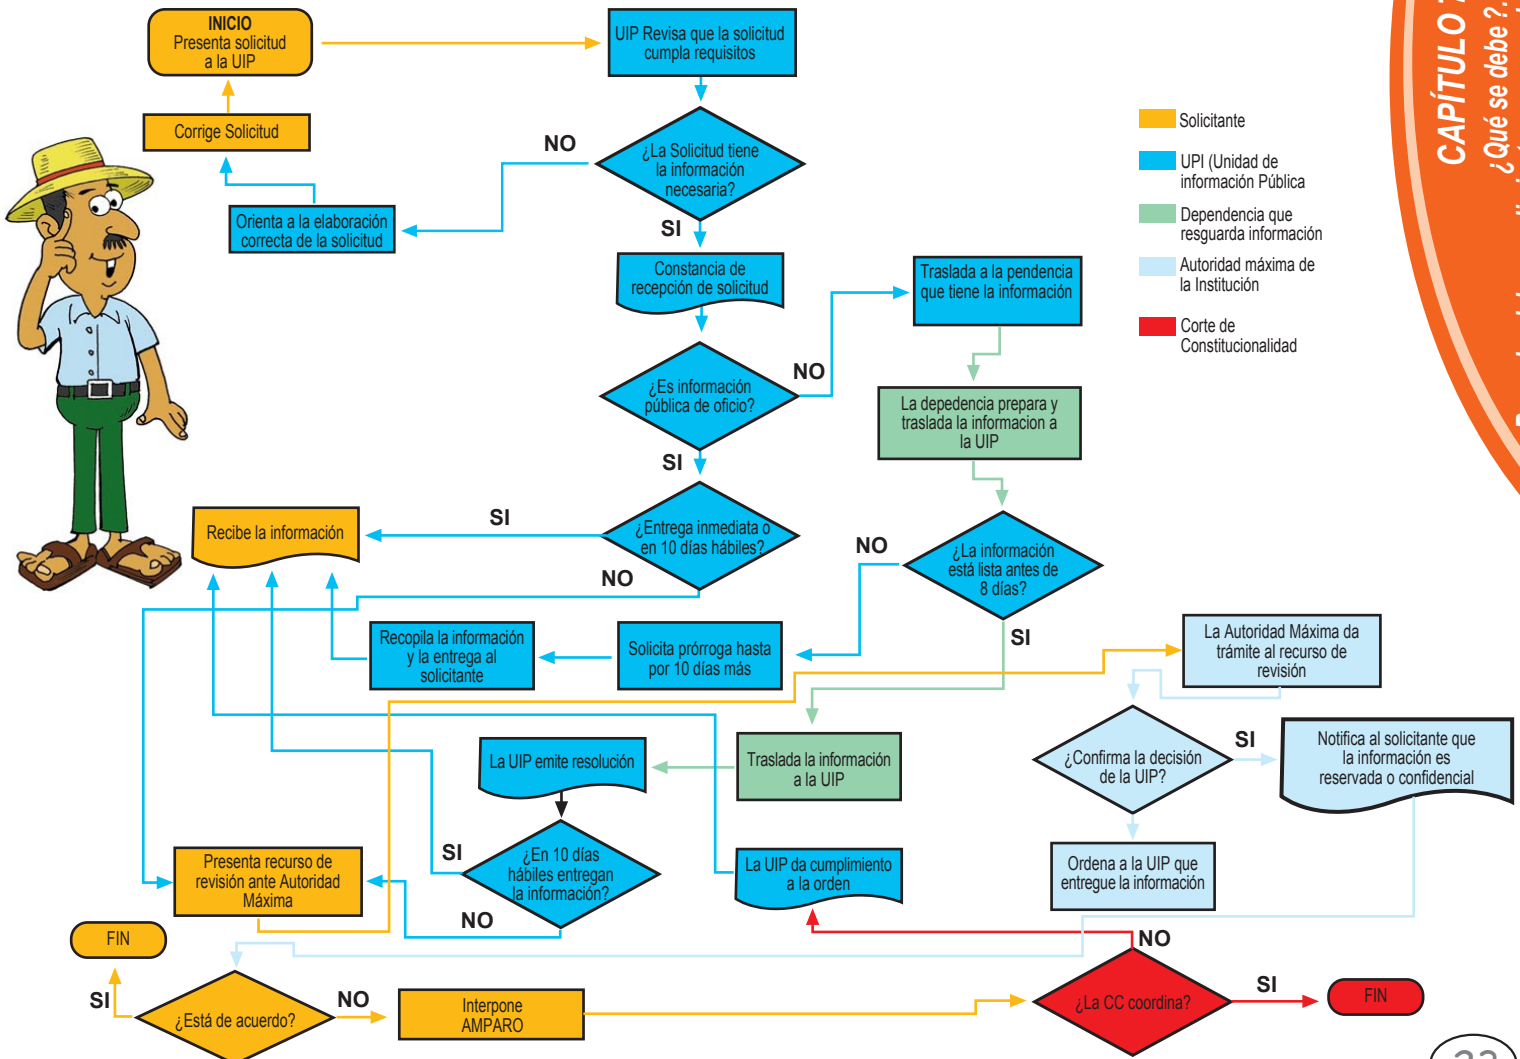 INICIO
Presenta solicitud
a la UIP
UIP Revisa que la solicitud
cumpla requisitos
Corrige Solicitud
NO
¿La Solicitud tiene
la información
necesaria?
Orienta a la elaboración
correcta de la solicitud
SI
Constancia de
recepción de solicitud
Traslada a la pendencia
que tiene la información
¿Es información
pública de oficio?
NO
La depedencia prepara y
traslada la informacion a
la UIP
SI
Recibe la información
SI
¿Entrega inmediata o
en 10 días hábiles?
NO
NO
¿La información
está lista antes de
8 días?
SI
Recopila la información
y la entrega al
solicitante
Solicita prórroga hasta
por 10 días más
La Autoridad Máxima da
trámite al recurso de
revisión
La UIP emite resolución
Traslada la información
a la UIP
¿Confirma la decisión
de la UIP?
SI
Notifica al solicitante que
la información es
reservada o confidencial
Presenta recurso de
revisión ante Autoridad
Máxima
SI
¿En 10 días
hábiles entregan
la información?
NO
La UIP da cumplimiento
a la orden
Ordena a la UIP que
entregue la información
FIN
SI
¿Está de acuerdo?
NO
Interpone
AMPARO
NO
¿La CC coordina?
SI
FIN
Solicitante
UPI (Unidad de
información Pública
Dependencia que
resguarda información
Autoridad máxima de
la Institución
Corte de
Constitucionalidad
CAPÍTULO
¿Qué se debe ?.